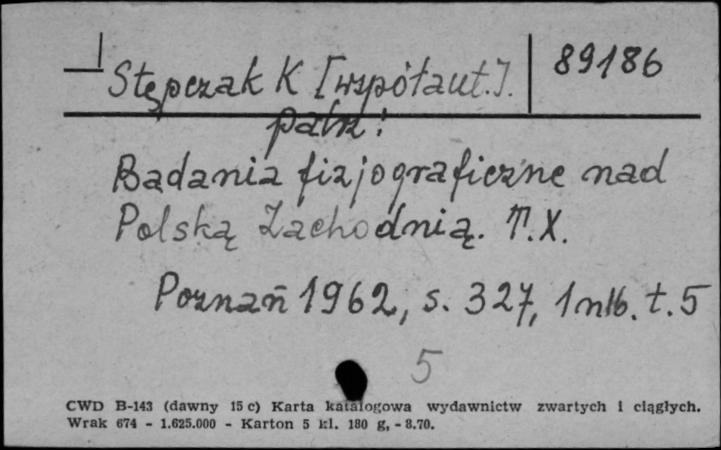 Stępczak K [współaut.]. 89186
patrz:
Badania fizjograficzne nad
Polską Zachodnią. T.X.
Poznań 1962, s. 327, 1 nlb. t. 5
5
CWD B-143 (dawny 15 c) Karta katalogowa wydawnictw zwartych i ciągłych.
Wrak 674 - 1.625.000 - Karton 5 kl. 180 g, - 8.70.